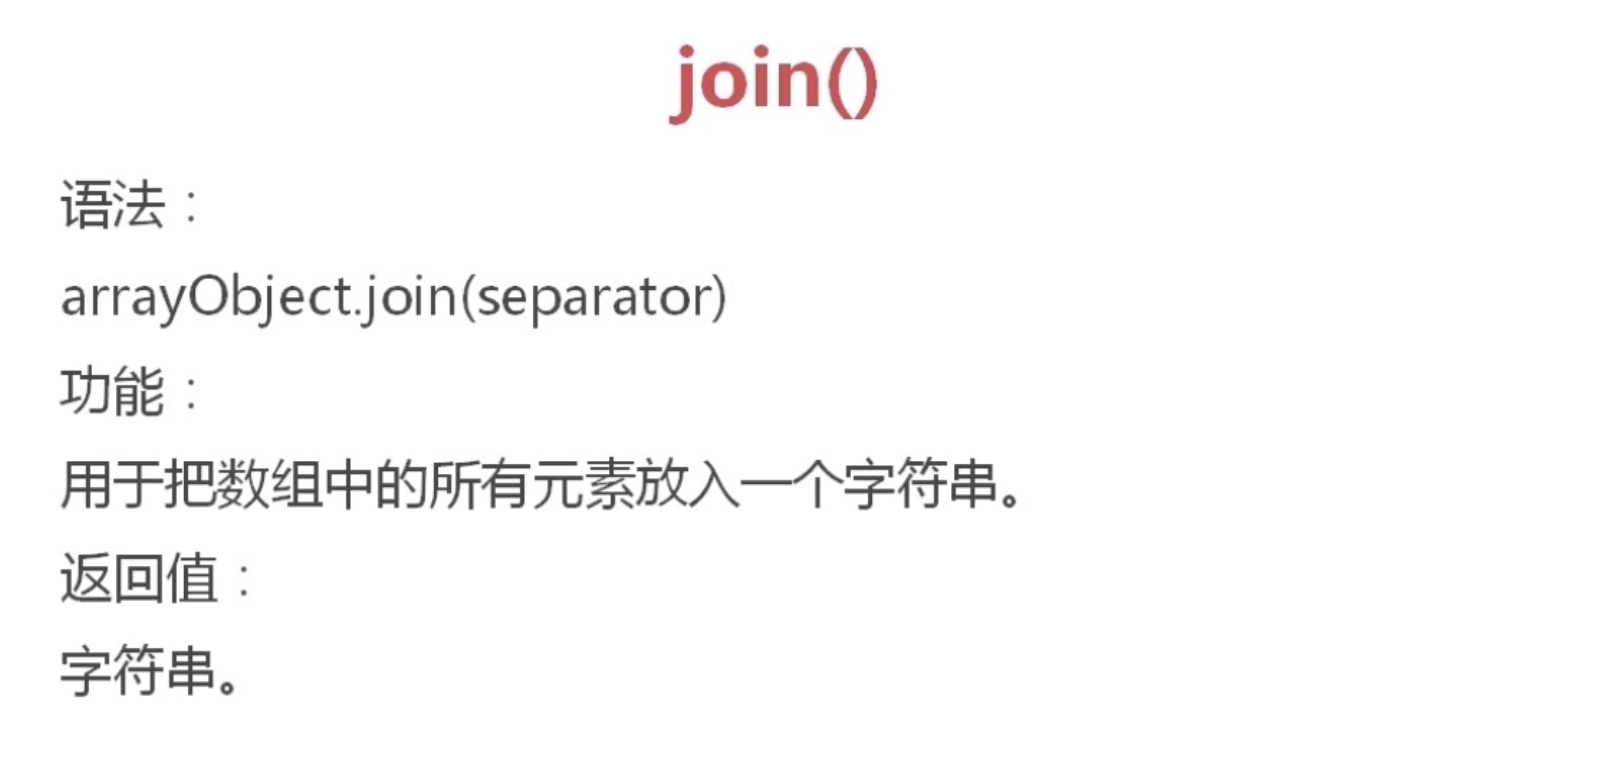 join()
语法：
arrayObject.join(separator)
功能：
用于把数组中的所有元素放入一个字符串。
返回值：
字符串。